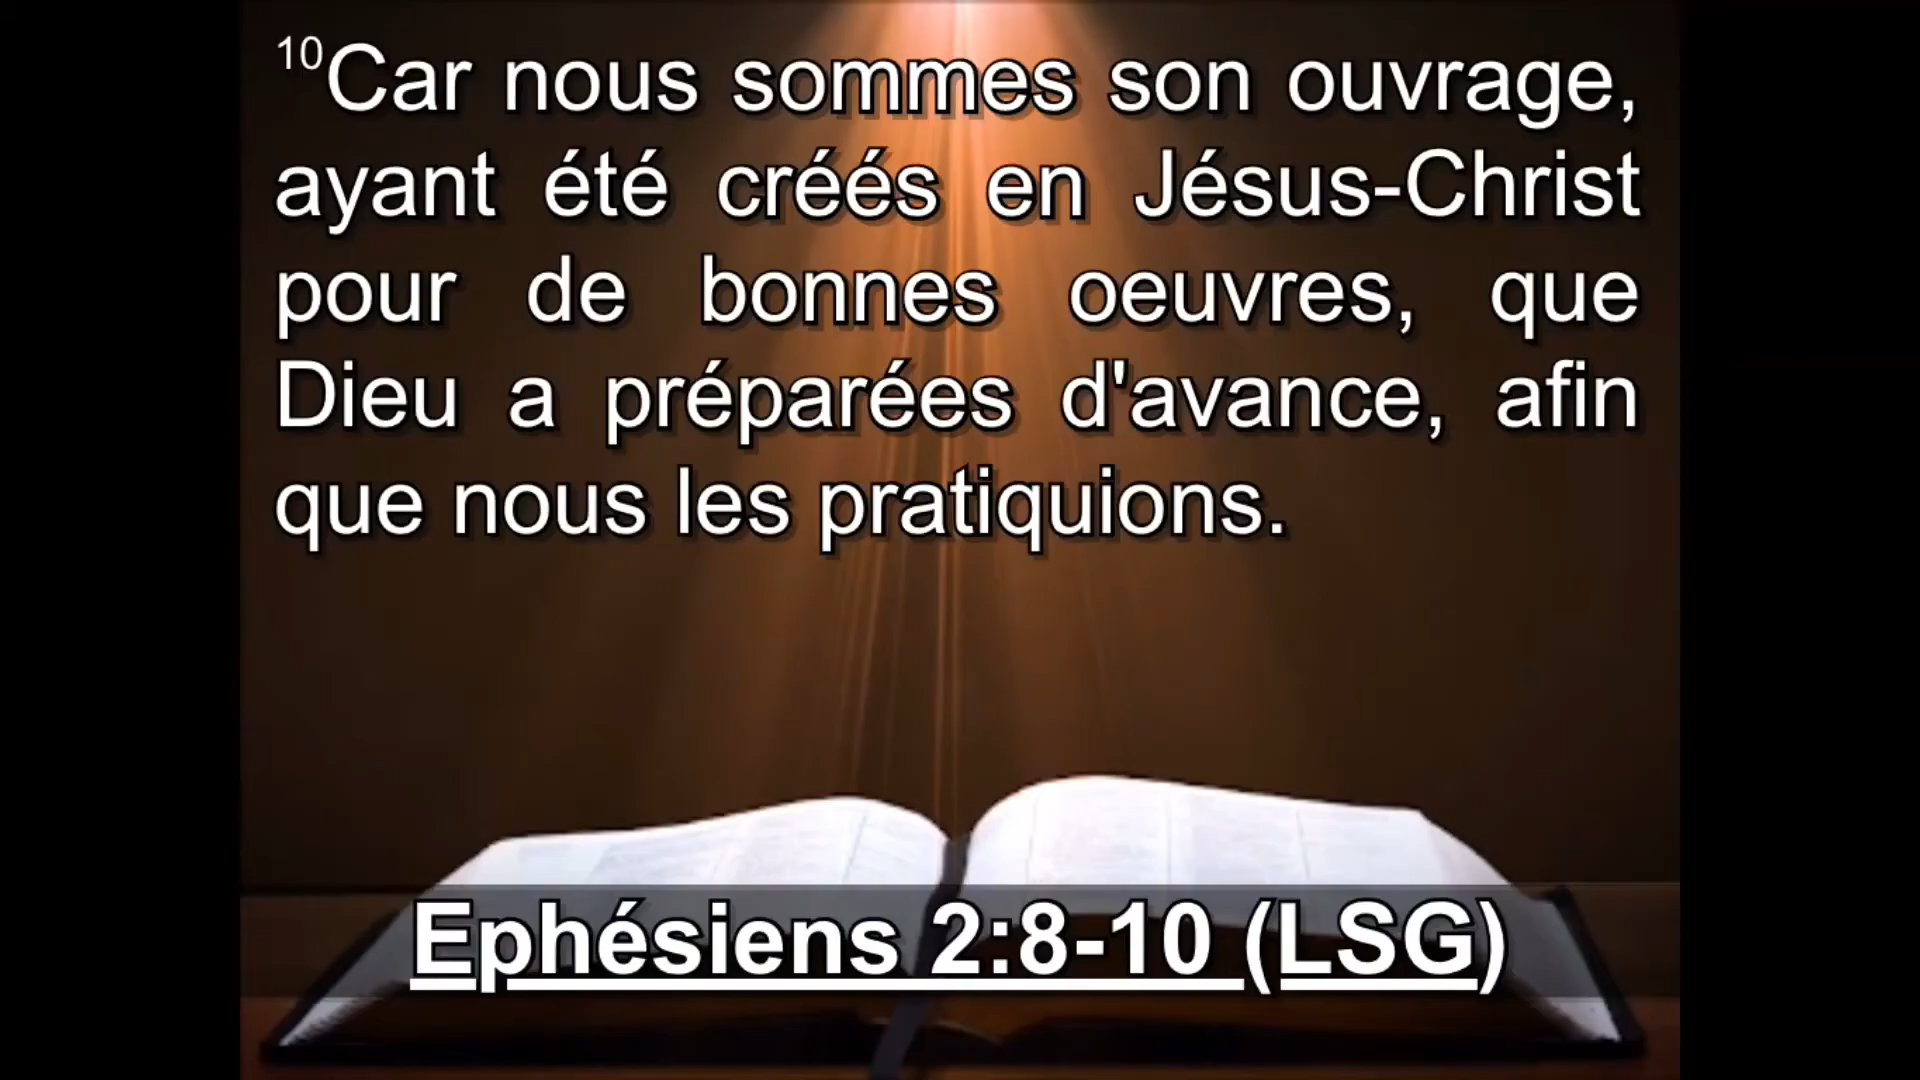 10Car nous sommes son ouvrage,
ayant été créés en Jésus-Christ
pour de bonnes oeuvres, que
Dieu a préparées d'avance, afin
que nous les pratiquions.
Ephésiens 2:8-10 (LSG)